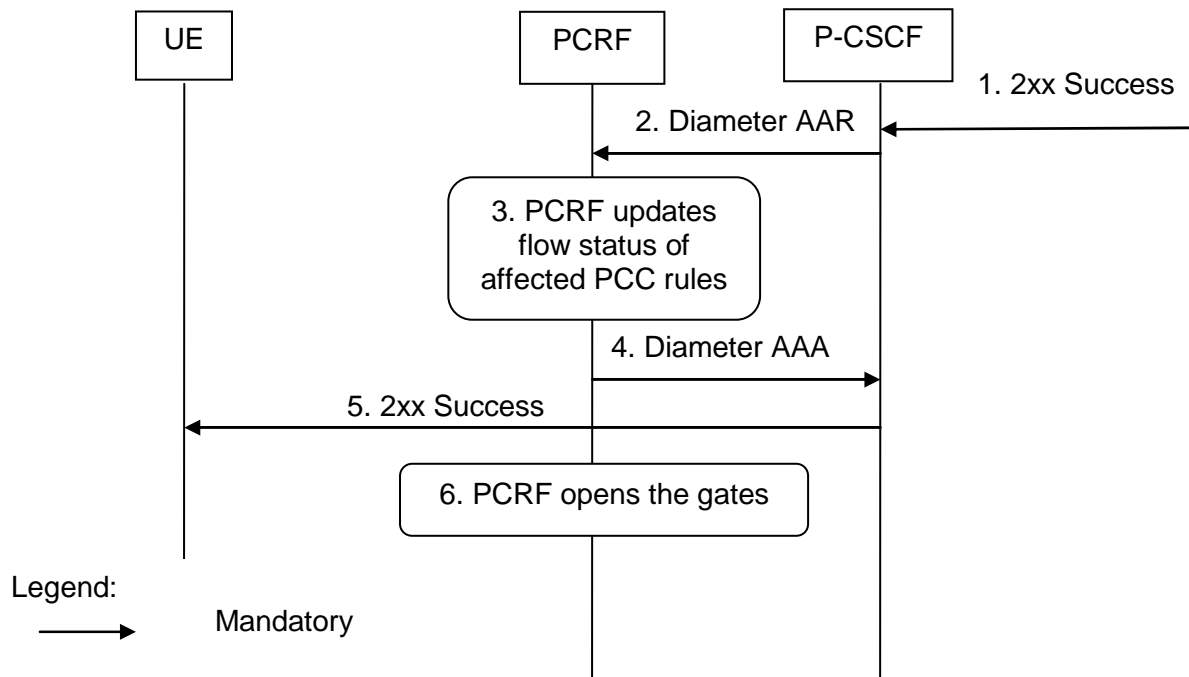 UE
PCRF
P-CSCF
1. 2xx Success
2. Diameter AAR
3. PCRF updates
flow status of
affected PCC rules
4. Diameter AAA
5. 2xx Success
6. PCRF opens the gates
Legend:
Mandatory